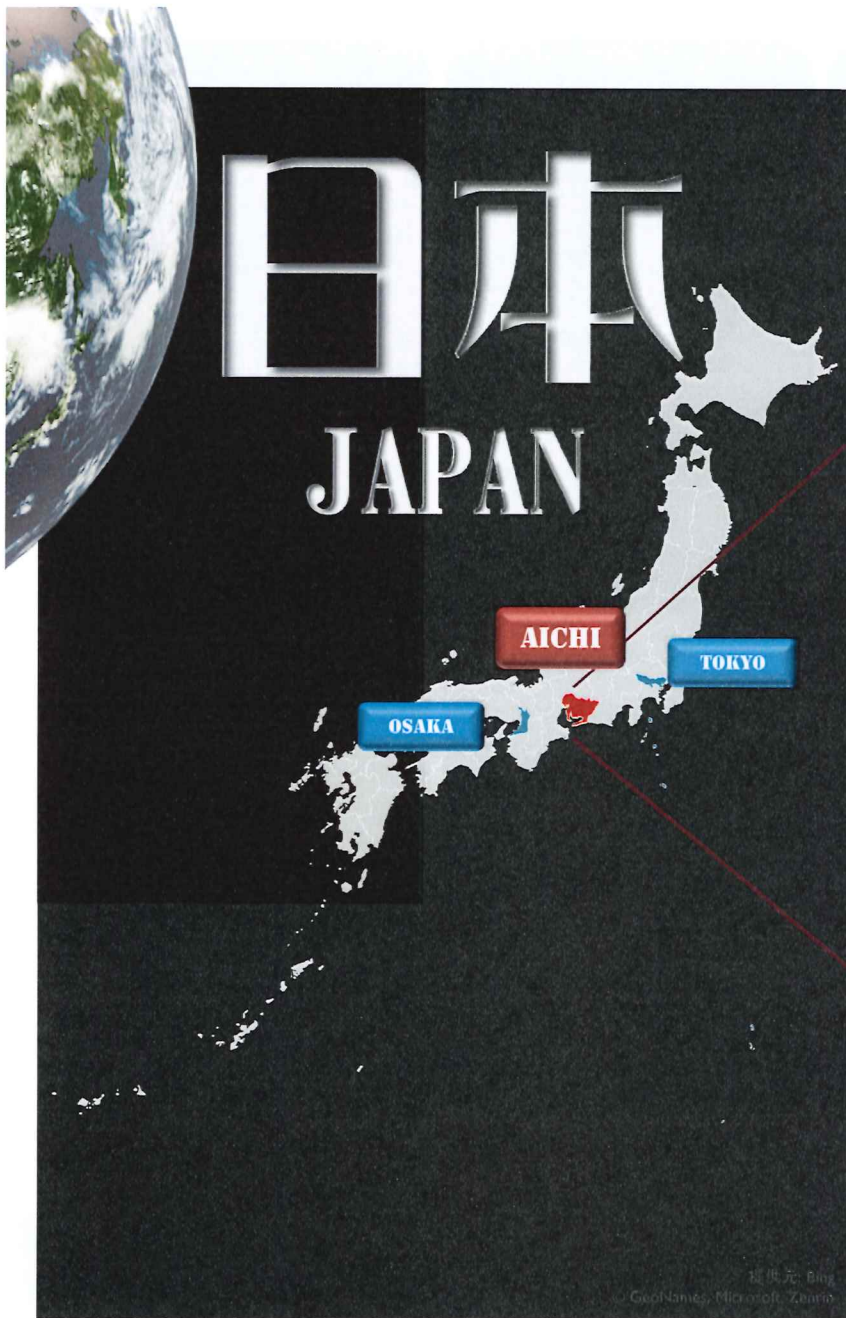 日本
JAPAN
AICHI
TOKYO
OSAKA
提供元: Bing
© GeoNames, Microsoft, Zenrin